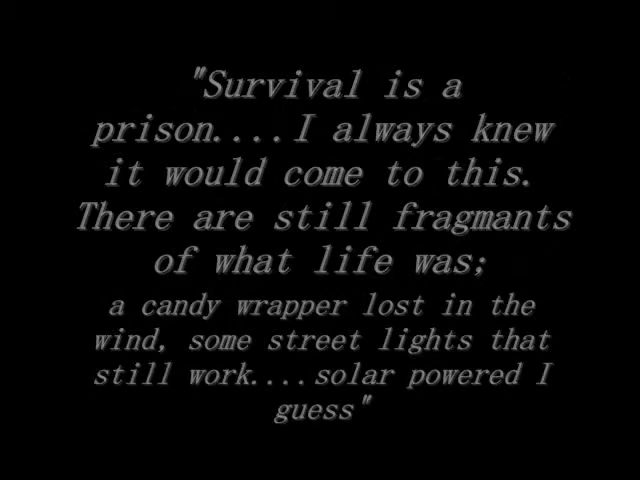 "Survival is a
prison....I always knew
it would come to this.
There are still fragmants
of what life was;
a candy wrapper lost in the
wind, some street lights that
still work....solar powered I
guess"